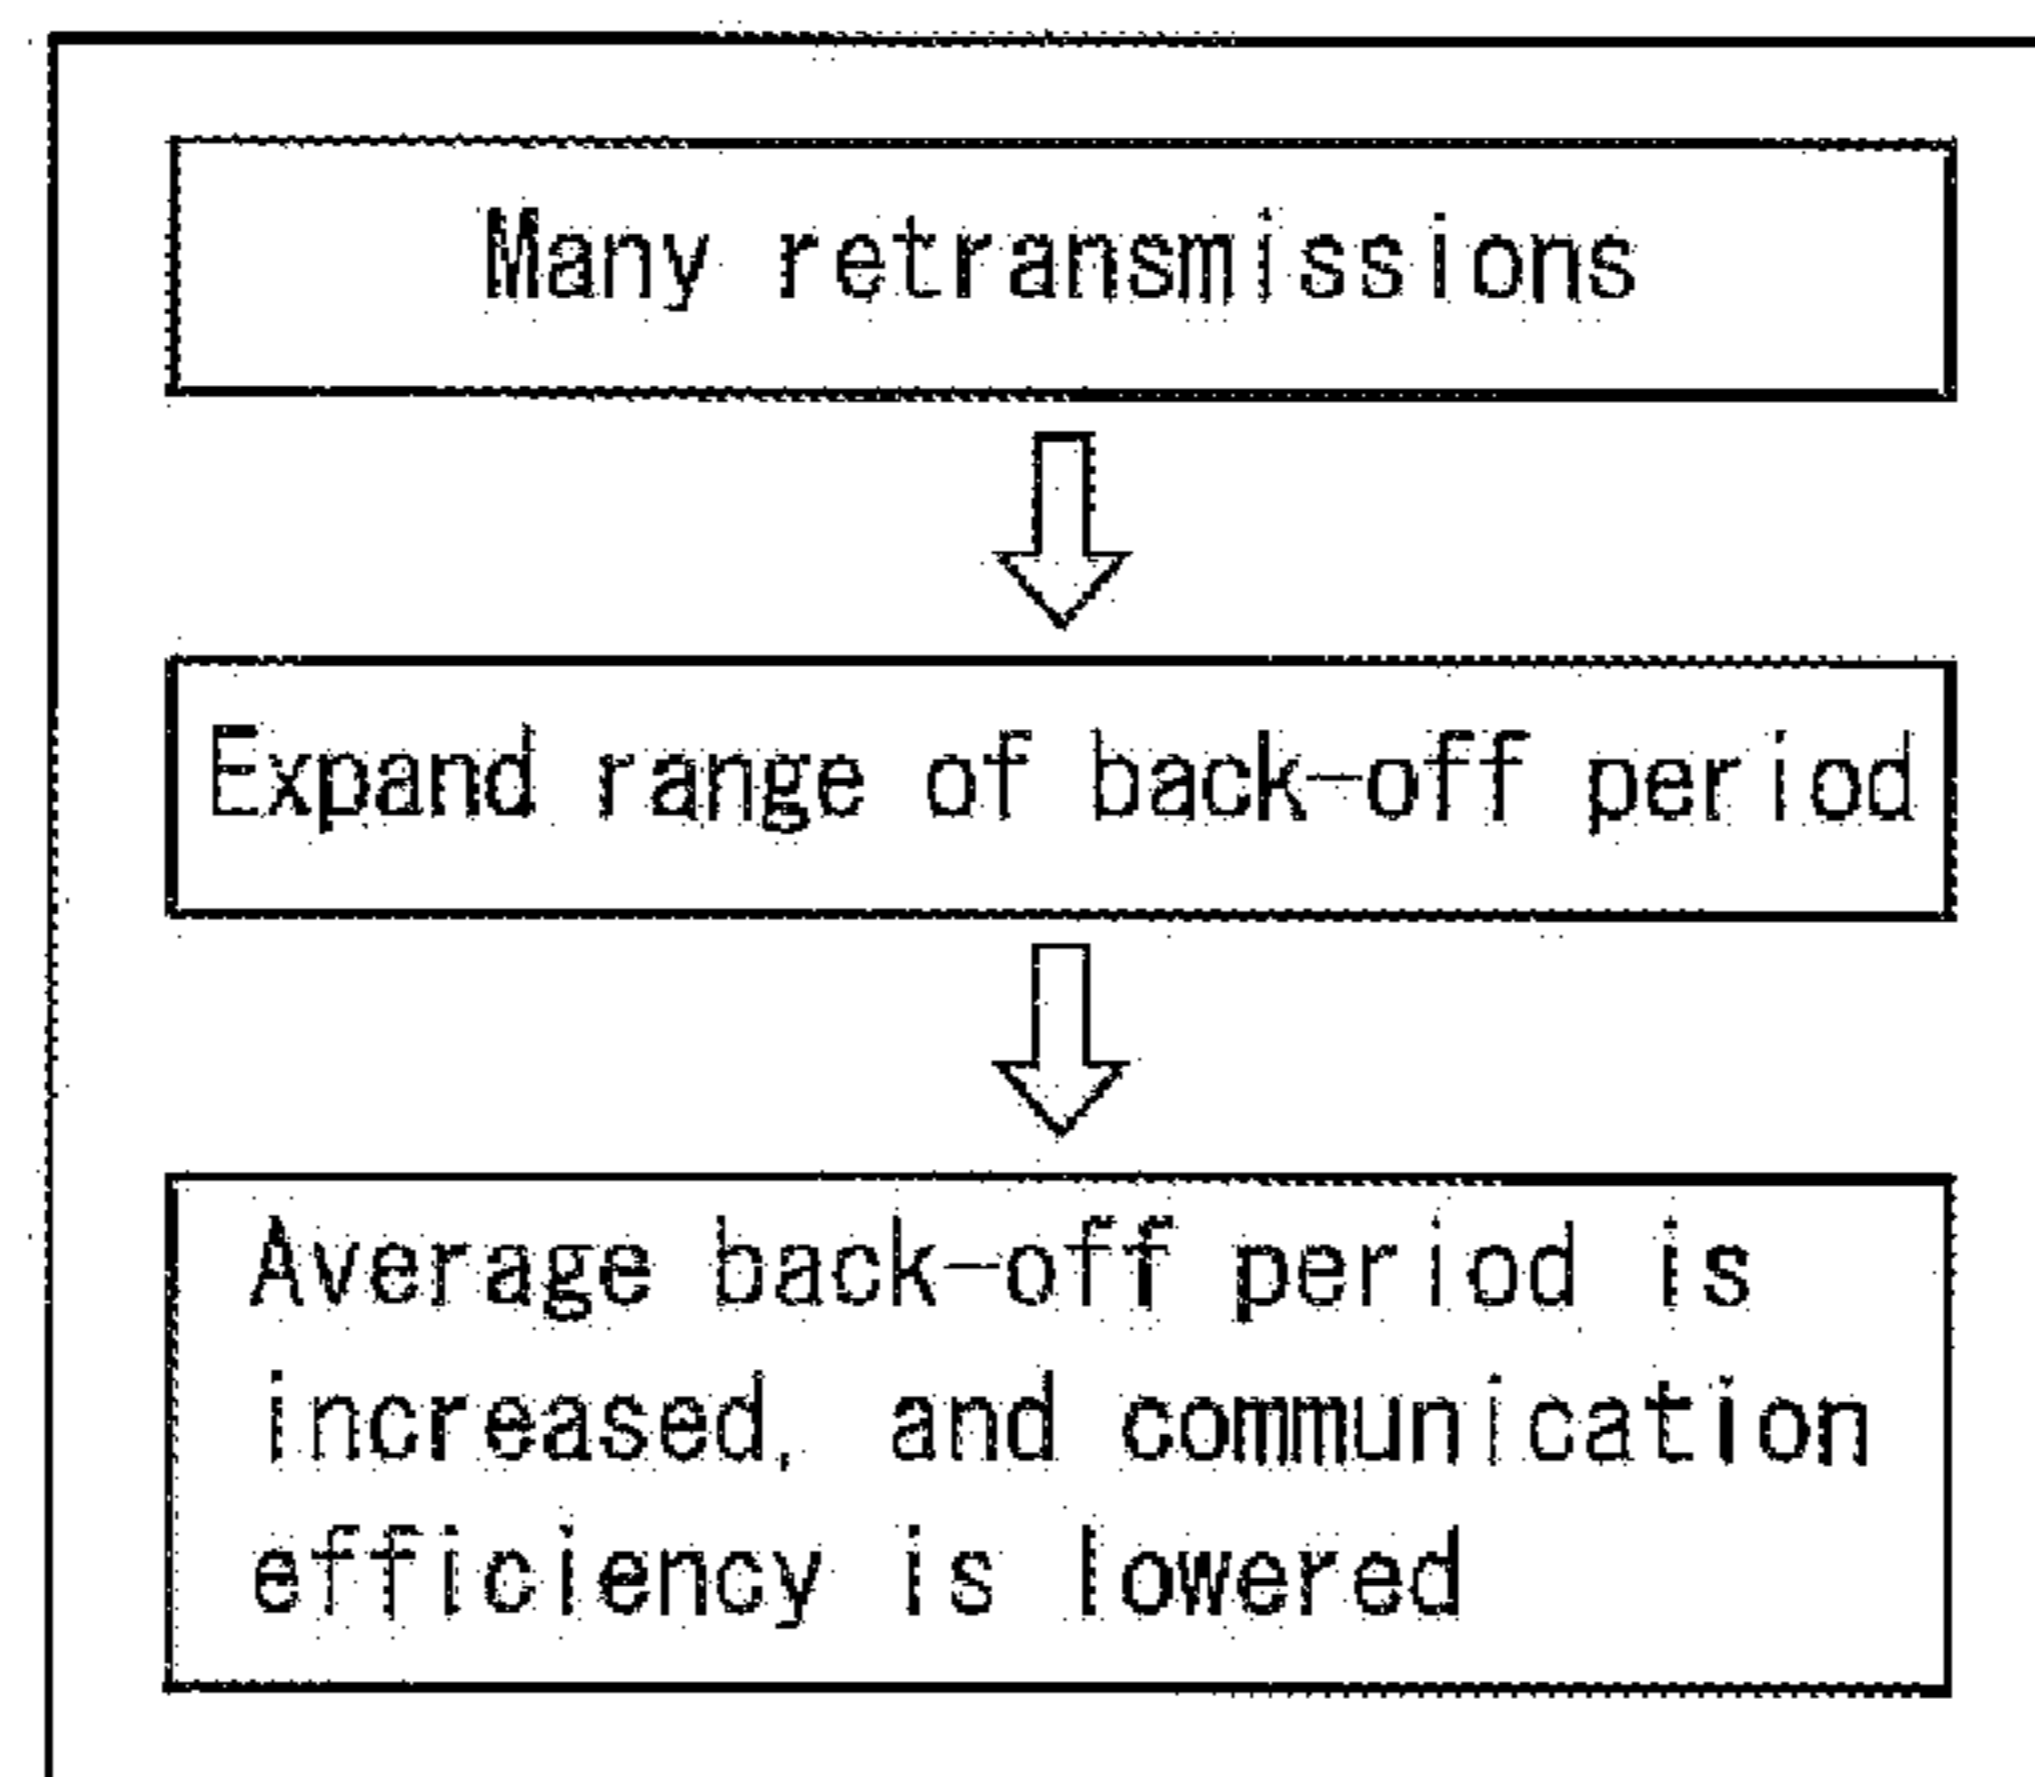 Many retransmissions
Expand range of back-off period
Average back-off period is
increased, and communication
efficiency is lowered